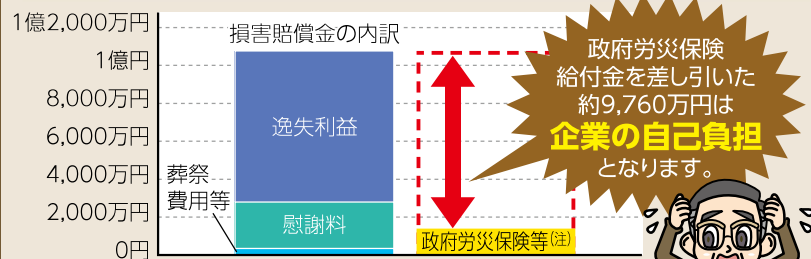 1億2,000万円
1億円
8,000万円
6,000万円
4,000万円
2,000万円
0円
損害賠償金の内訳
逸失利益
慰謝料
葬祭
費用等
政府労災保険等(注)
政府労災保険
給付金を差し引いた
約9,760万円は
企業の自己負担
となります。